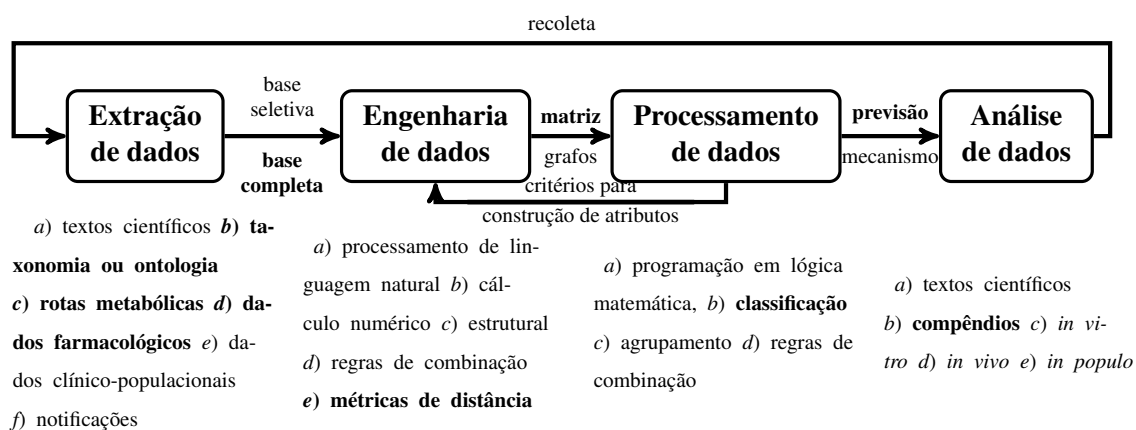 recoleta
Extração
de dados
base
seletiva
base
completa
Engenharia
de dados
matriz
grafos
Processamento
de dados
previsão
mecanismo
Análise
de dados
critérios para
construção de atributos
a) textos científicos b) ta-
xonomia ou ontologia
c) rotas metabólicas d) da-
dos farmacológicos e) da-
dos clínico-populacionais
f) notificações
a) processamento de lin-
guagem natural b) cál-
culo numérico c) estrutural
d) regras de combinação
e) métricas de distância
a) programação em lógica
matemática, b) classificação
c) agrupamento d) regras de
combinação
a) textos científicos
b) compêndios c) in vi-
tro d) in vivo e) in populo